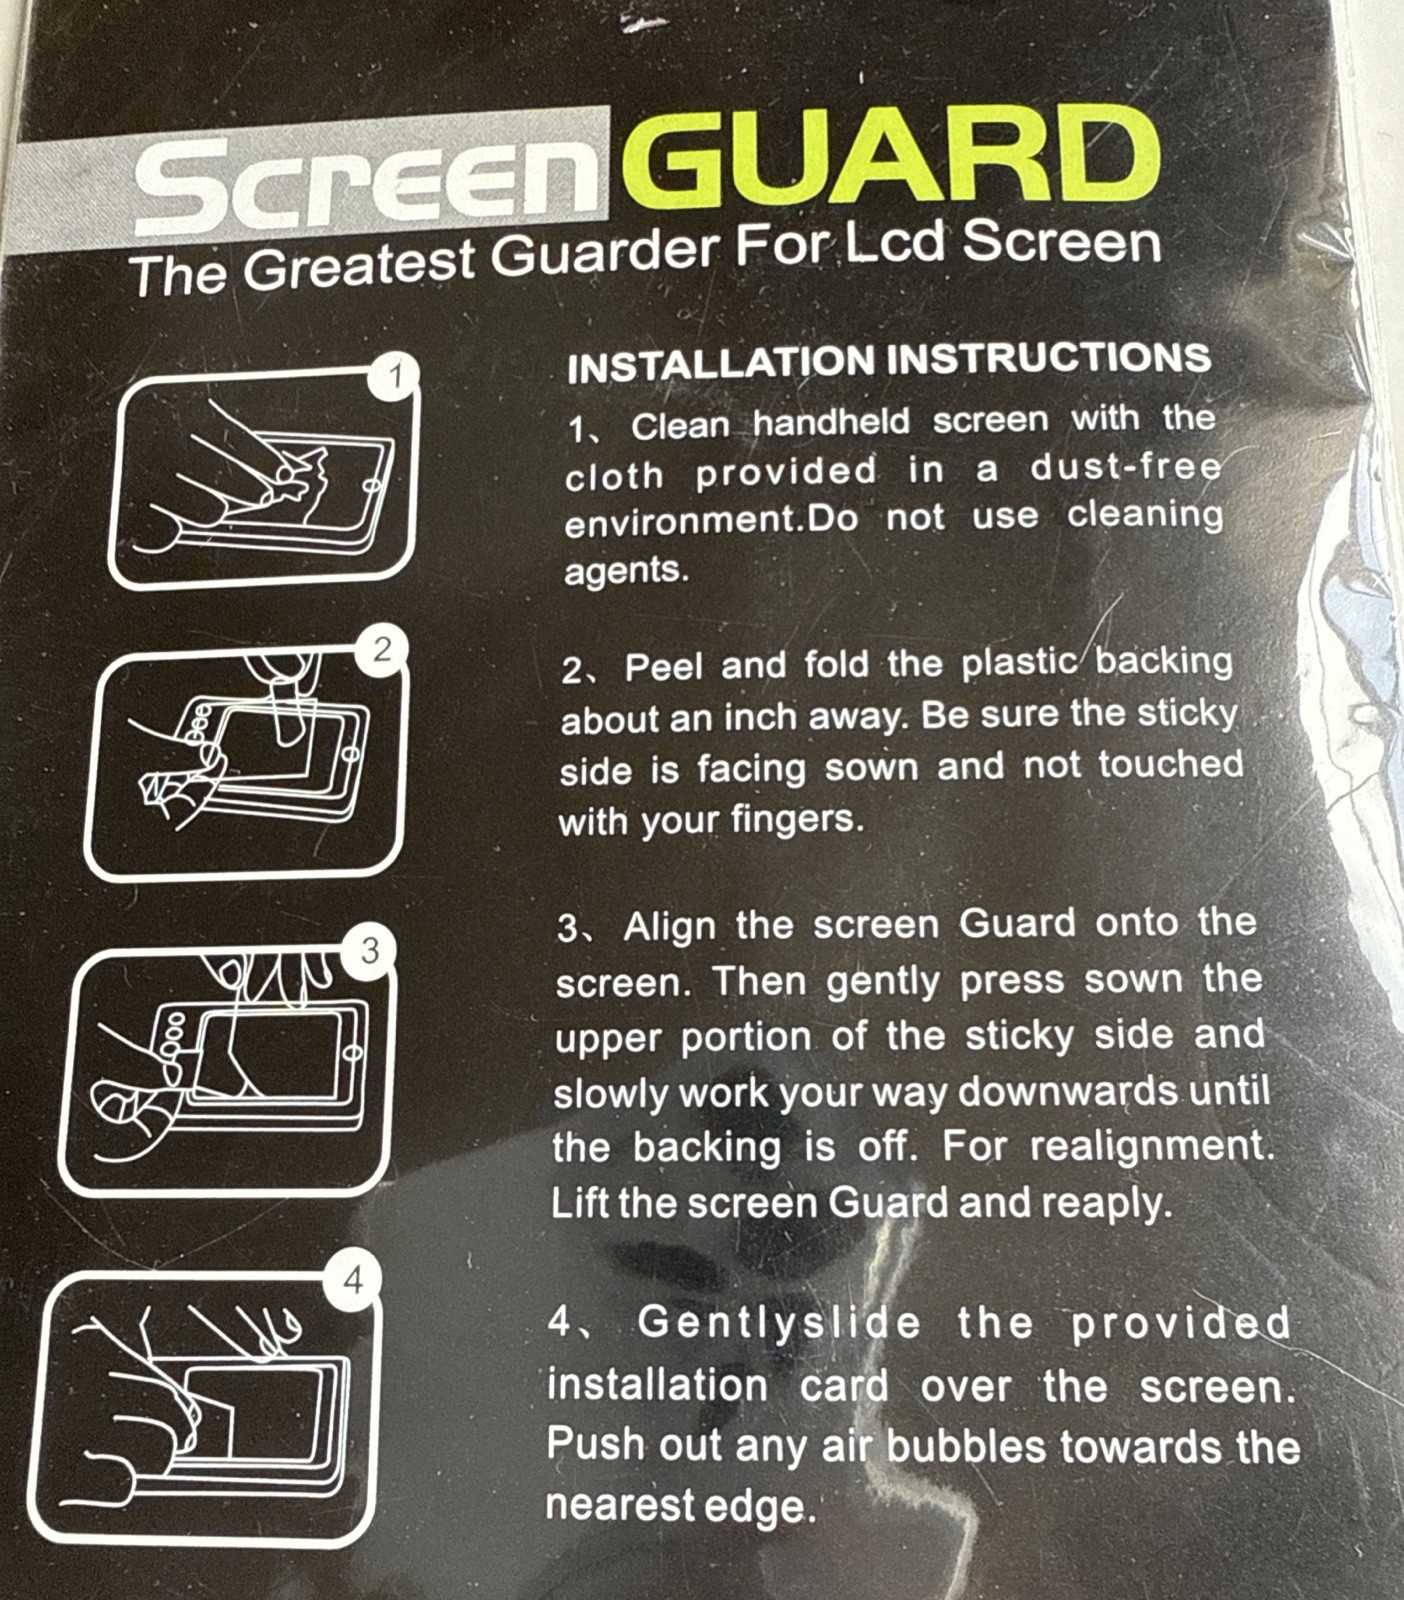 Screen GUARD
The Greatest Guarder For Lcd Screen
INSTALLATION INSTRUCTIONS
1
1、 Clean handheld screen with the
cloth provided in a dust-free
environment.Do not use cleaning
agents.
2
2、 Peel and fold the plastic backing
about an inch away. Be sure the sticky
side is facing sown and not touched
with your fingers.
3
3、 Align the screen Guard onto the
screen. Then gently press sown the
upper portion of the sticky side and
slowly work your way downwards until
the backing is off. For realignment.
Lift the screen Guard and reaply.
4
4、 Gentlyslide the provided
installation card over the screen.
Push out any air bubbles towards the
nearest edge.